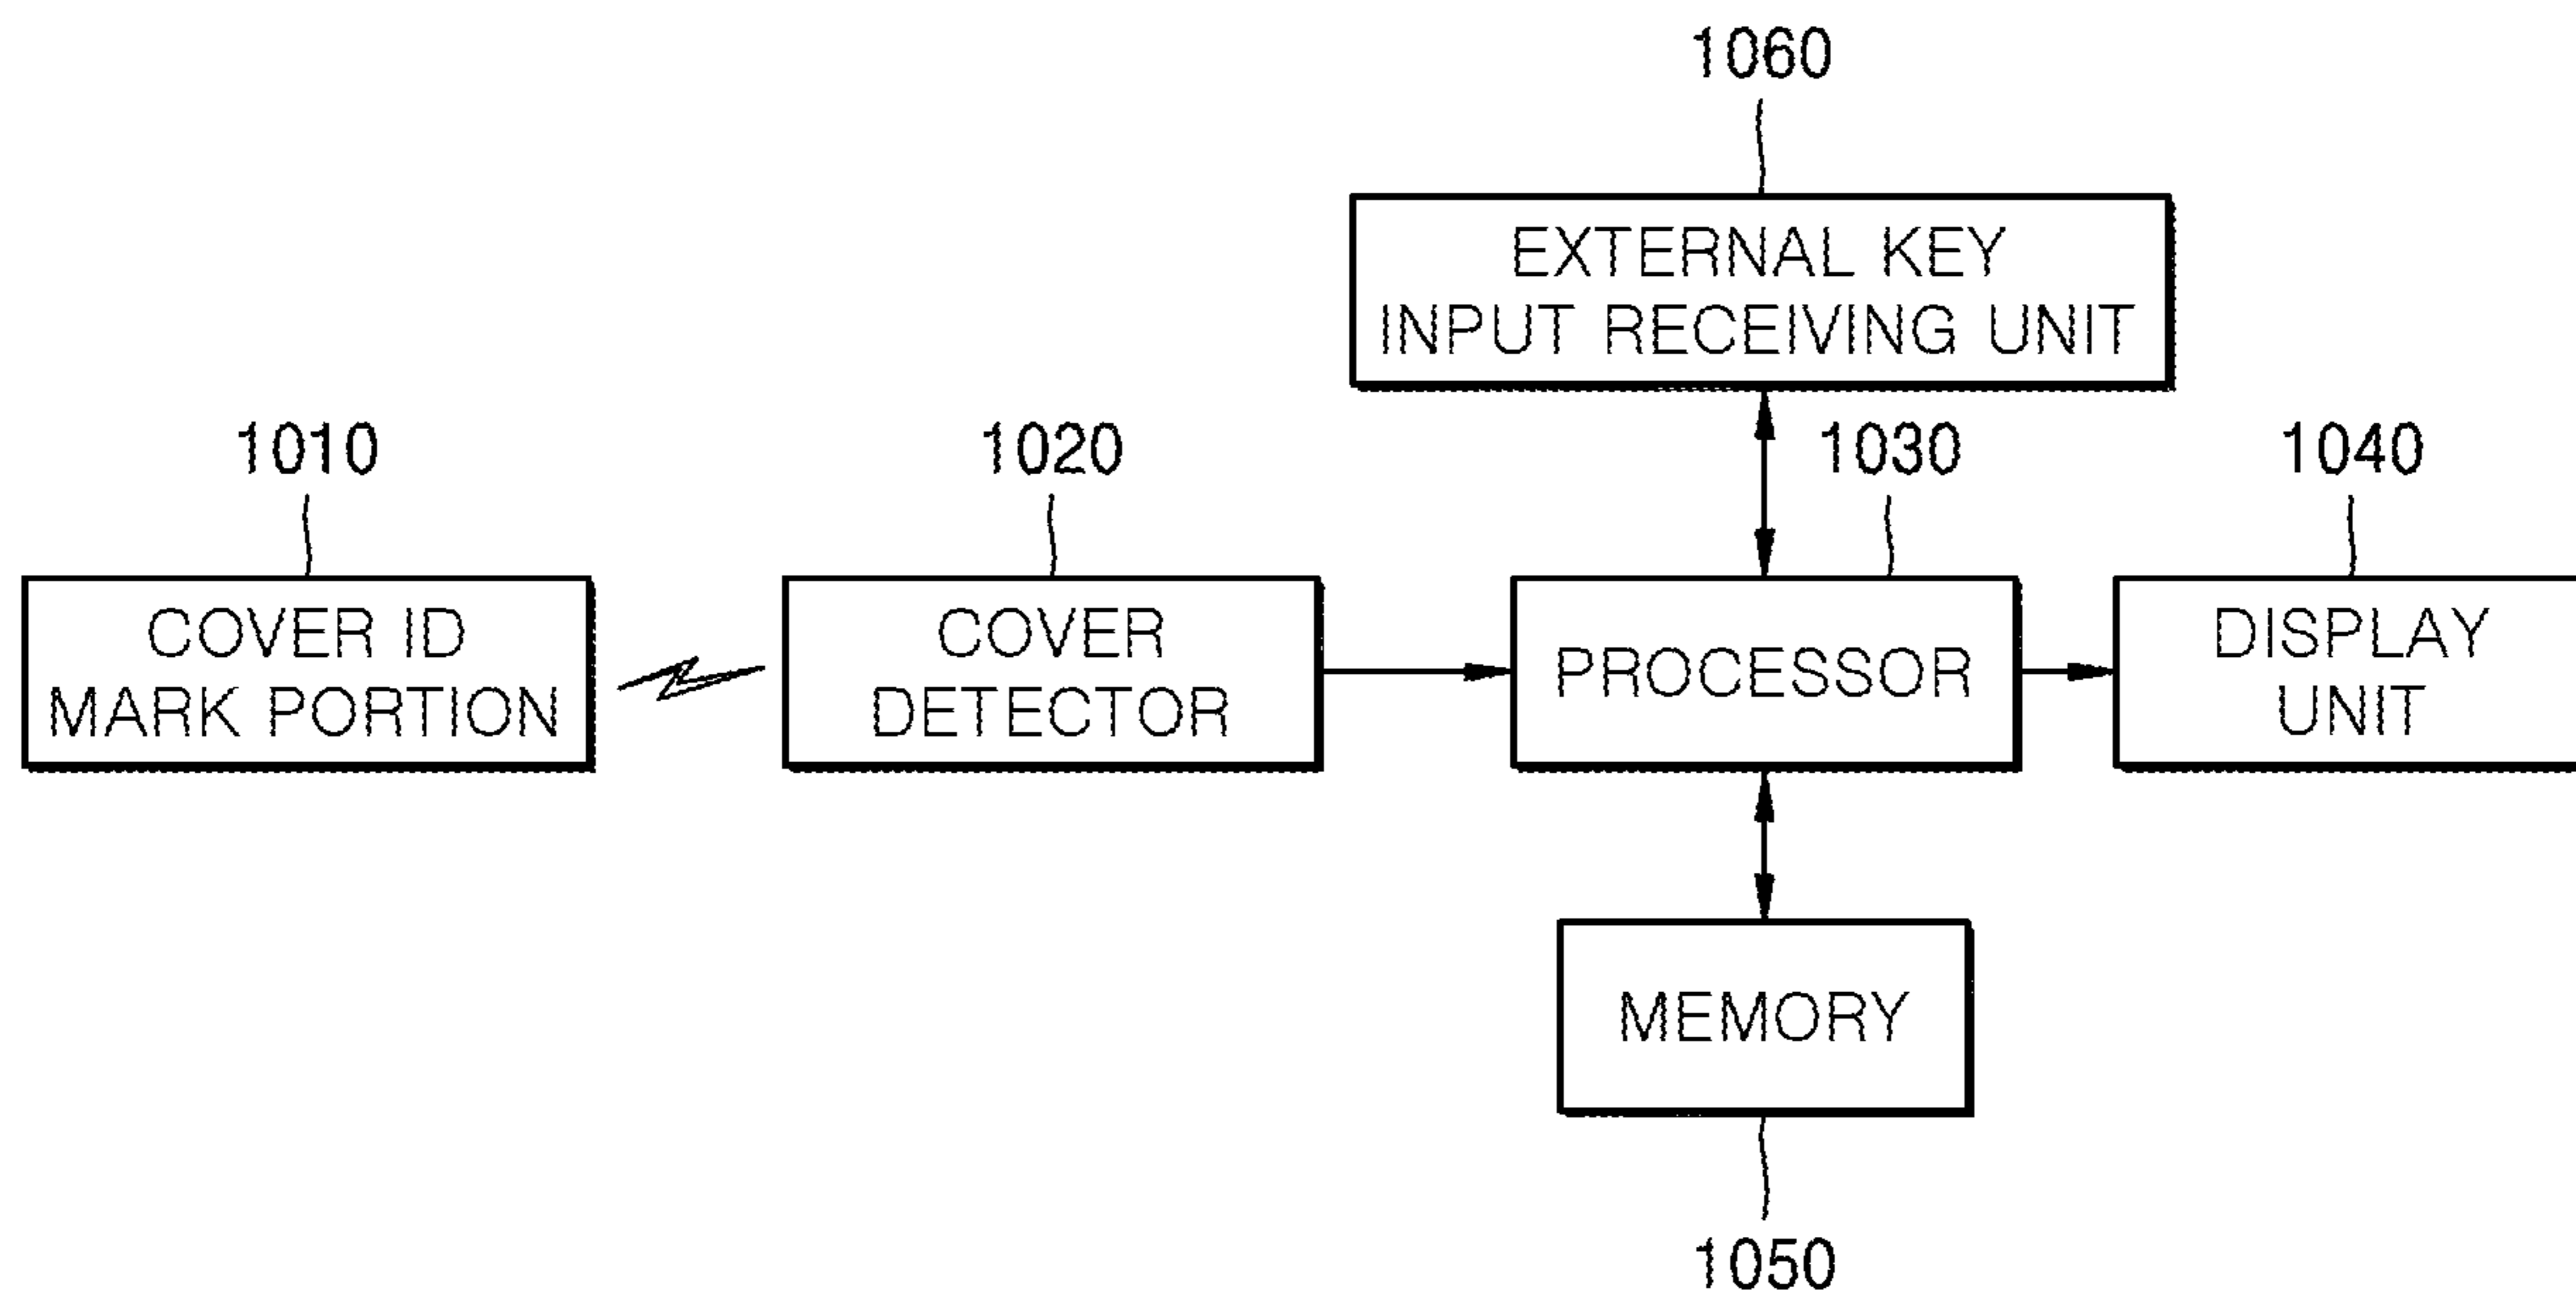 1060
EXTERNAL KEY
INPUT RECEIVING UNIT
1010
1020
1030
1040
COVER ID
MARK PORTION
COVER
DETECTOR
PROCESSOR
DISPLAY
UNIT
MEMORY
1050